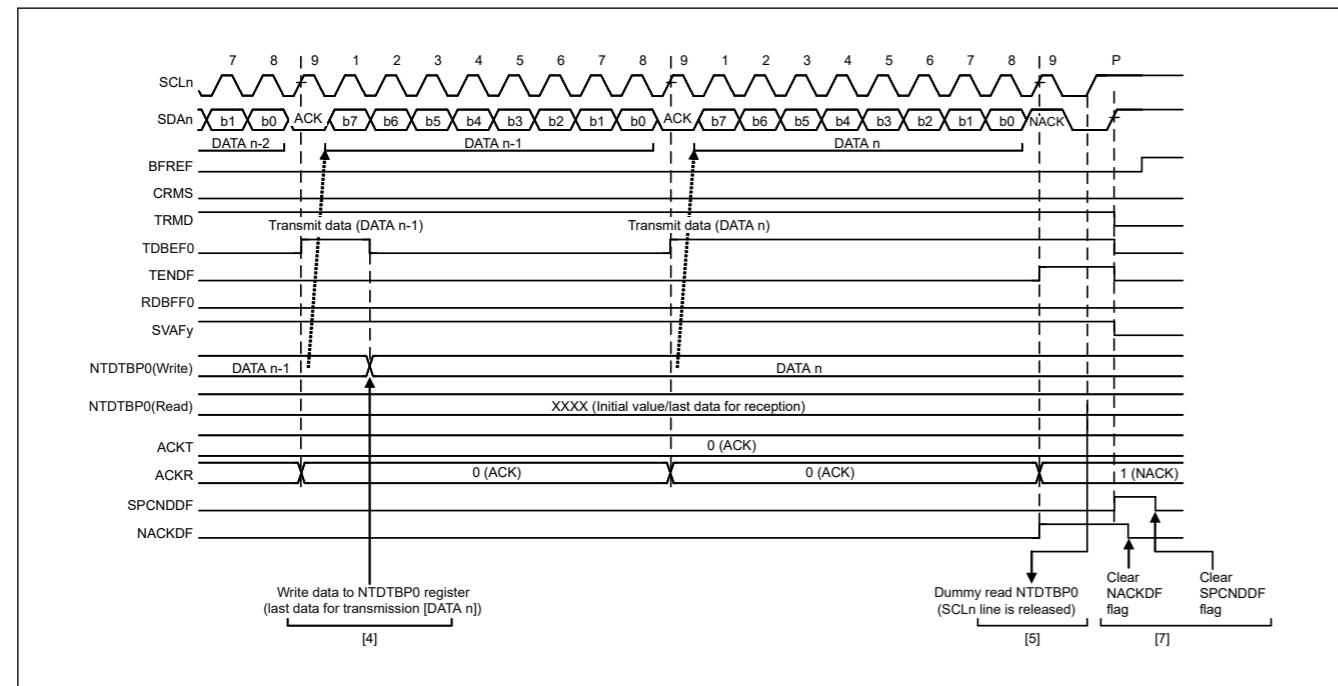 7 8 9 1 2 3 4 5 6 7 8 9 1 2 3 4 5 6 7 8 9 P
SCLn
SDAn b1 b0 ACK b7 b6 b5 b4 b3 b2 b1 b0 ACK b7 b6 b5 b4 b3 b2 b1 b0 NACK
DATA n-2 DATA n-1 DATA n
BFREF
CRMS
TRMD
Transmit data (DATA n-1) Transmit data (DATA n)
TDBEF0
TENDF
RDBFF0
SVAFy
NTDTBP0(Write) DATA n-1 DATA n
NTDTBP0(Read) XXXX (Initial value/last data for reception)
ACKT 0 (ACK)
ACKR 0 (ACK) 0 (ACK) 1 (NACK)
SPCNDDF
NACKDF
Write data to NTDTBP0 register
(last data for transmission [DATA n])
[4]
Dummy read NTDTBP0
(SCLn line is released)
[5]
Clear
NACKDF
flag
Clear
SPCNDDF
flag
[7]